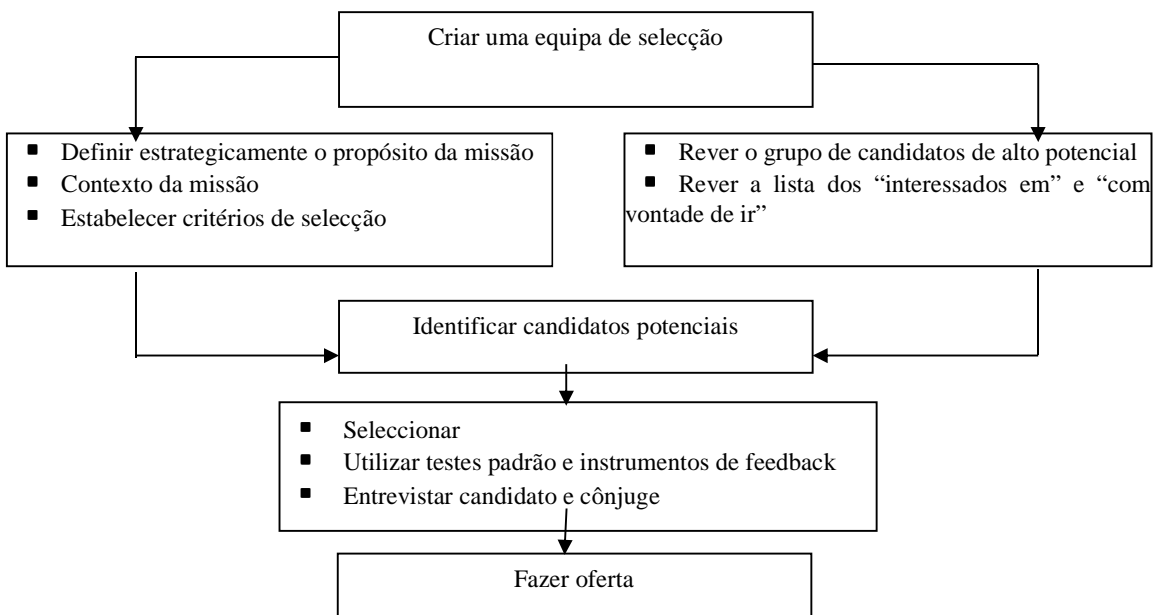 Criar uma equipa de selecção
■ Definir estrategicamente o propósito da missão
■ Contexto da missão
■ Estabelecer critérios de selecção
■ Rever o grupo de candidatos de alto potencial
■ Rever a lista dos “interessados em” e “com
vontade de ir”
Identificar candidatos potenciais
■ Seleccionar
■ Utilizar testes padrão e instrumentos de feedback
■ Entrevistar candidato e cônjuge
Fazer oferta